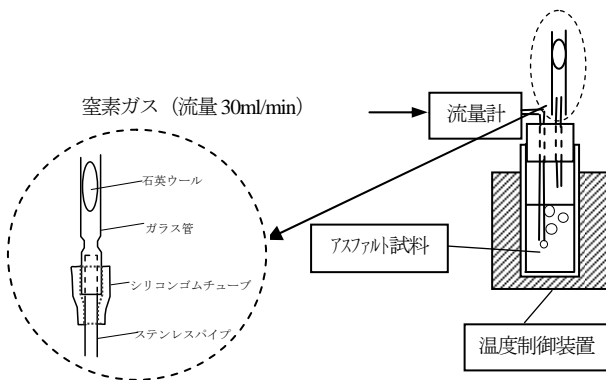 窒素ガス（流量 30ml/min）
流量計
石英ウール
ガラス管
アスファルト試料
シリコンゴムチューブ
ステンレスパイプ
温度制御装置